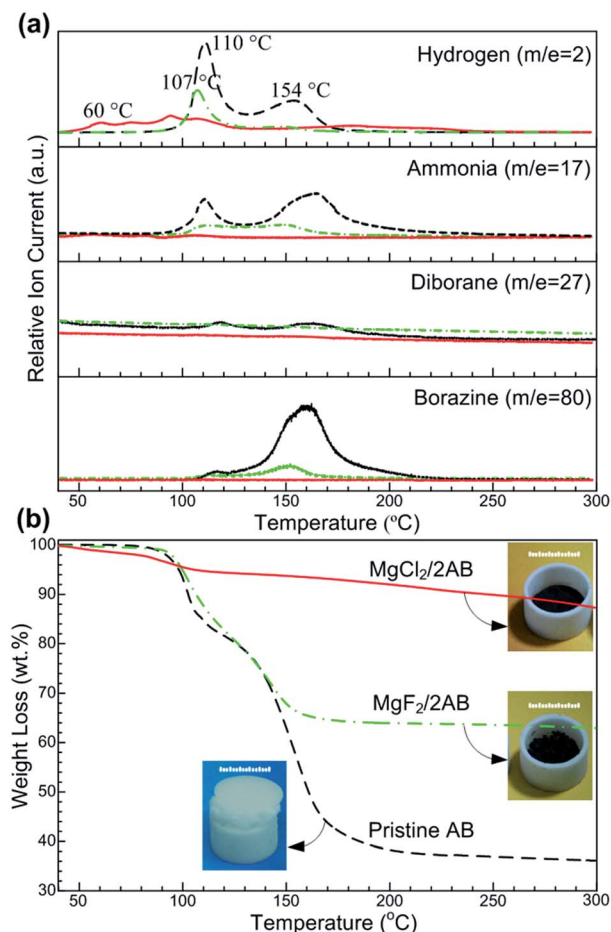 (a)
110 °C
107 °C
60 °C
154 °C
Hydrogen (m/e=2)
Ammonia (m/e=17)
Diborane (m/e=27)
Borazine (m/e=80)
Relative Ion Current (a.u.)
50 100 150 200 250 300
Temperature (°C)
(b)
100
90
80
70
60
50
40
30
Weight Loss (wt.%)
MgCl₂/2AB
MgF₂/2AB
Pristine AB
50 100 150 200 250 300
Temperature (°C)